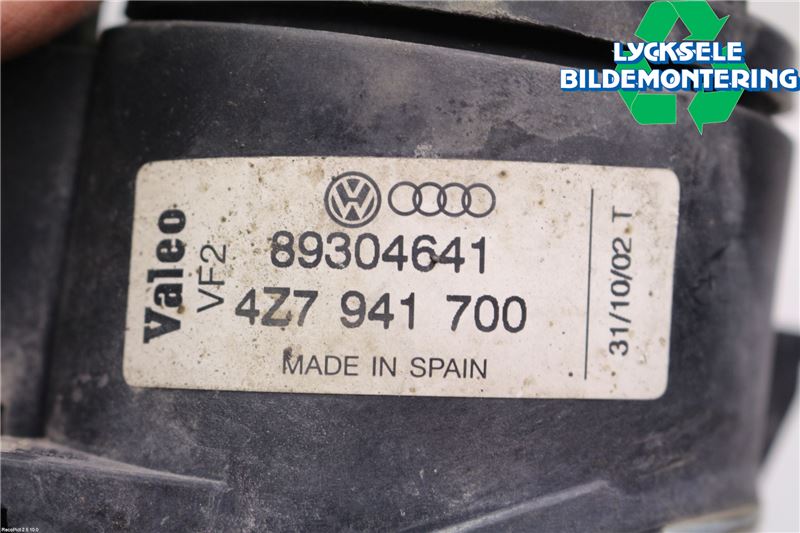 LYCKSELE
BILDEMONTERING
Valeo
VF2
89304641
4Z7 941 700
MADE IN SPAIN
31/10/02 T